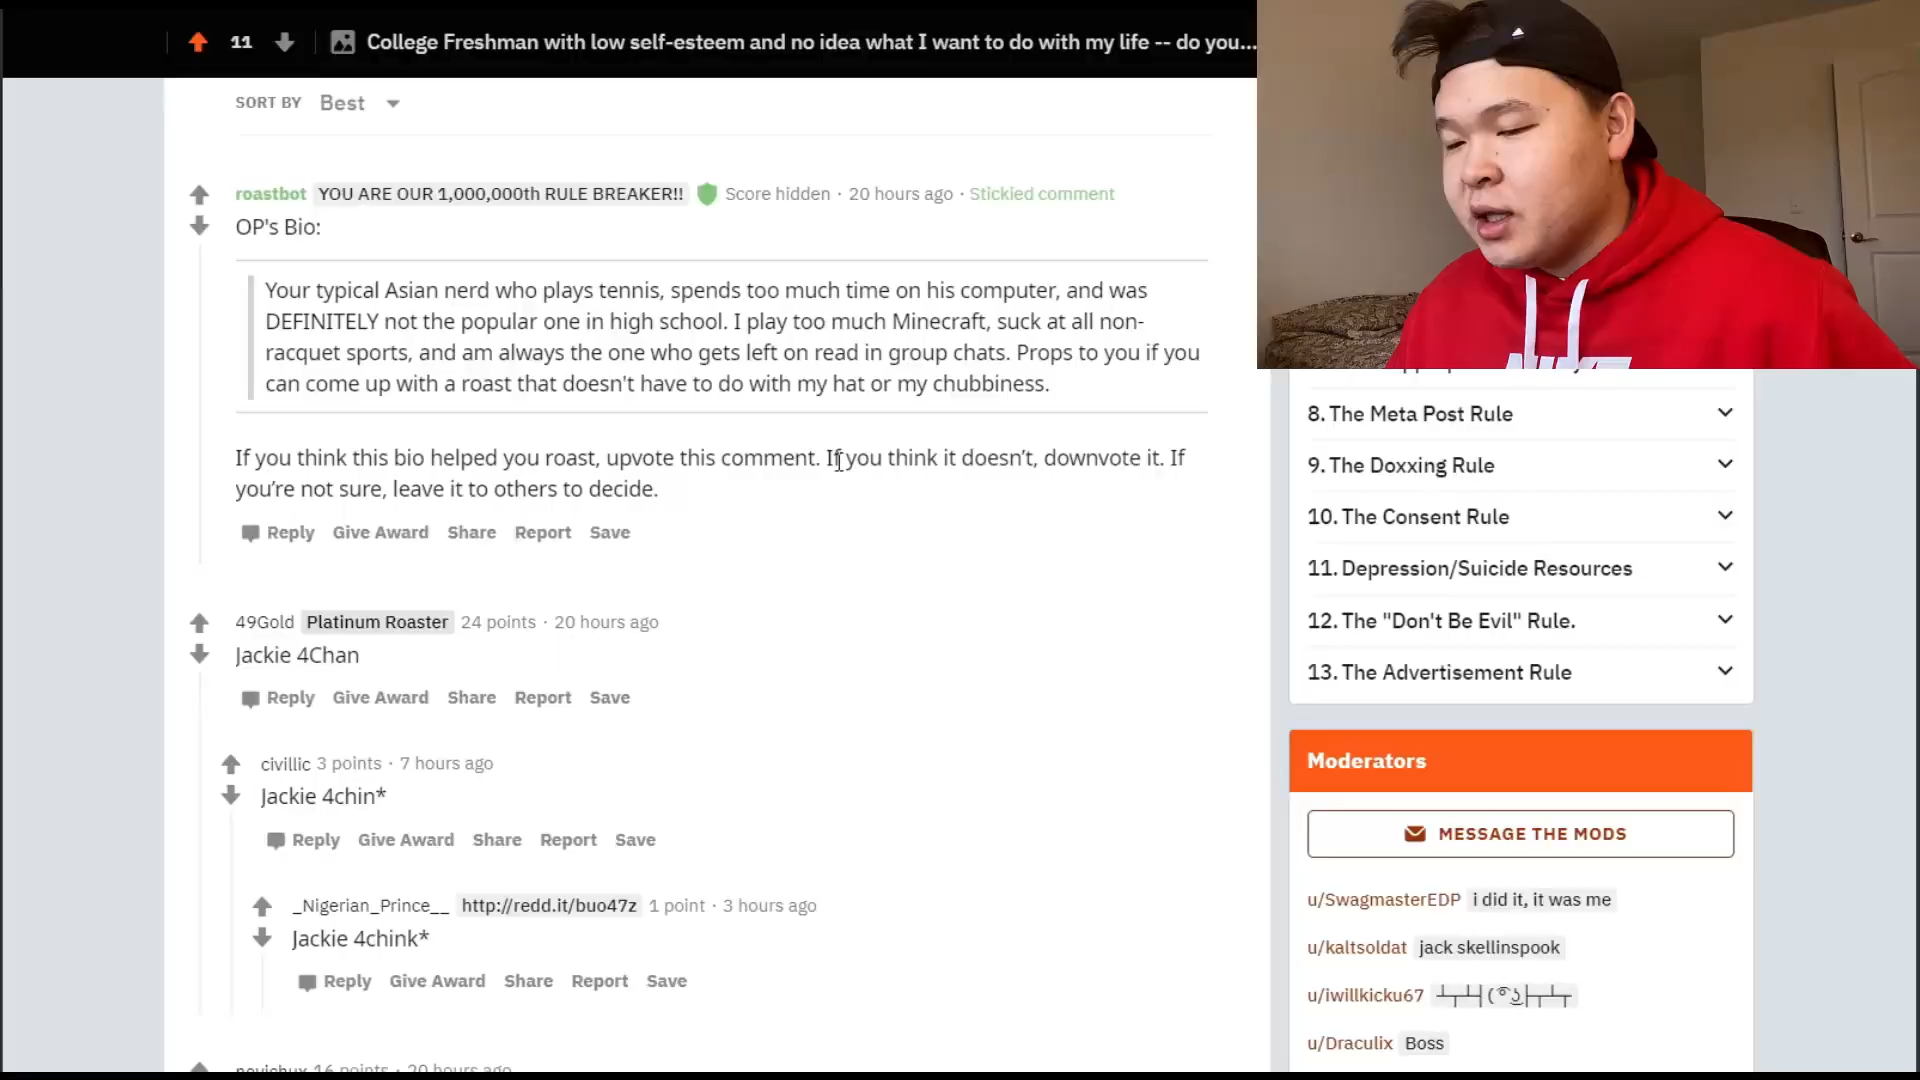 11 College Freshman with low self-esteem and no idea what I want to do with my life -- do you...
SORT BY Best
roastbot YOU ARE OUR 1,000,000th RULE BREAKER!! Score hidden · 20 hours ago · Stickied comment
OP's Bio:
Your typical Asian nerd who plays tennis, spends too much time on his computer, and was
DEFINITELY not the popular one in high school. I play too much Minecraft, suck at all non-
racquet sports, and am always the one who gets left on read in group chats. Props to you if you
can come up with a roast that doesn't have to do with my hat or my chubbiness.
If you think this bio helped you roast, upvote this comment. If you think it doesn’t, downvote it. If
you’re not sure, leave it to others to decide.
Reply Give Award Share Report Save
49Gold Platinum Roaster 24 points · 20 hours ago
Jackie 4Chan
Reply Give Award Share Report Save
civillic 3 points · 7 hours ago
Jackie 4chin*
Reply Give Award Share Report Save
_Nigerian_Prince__ http://redd.it/buo47z 1 point · 3 hours ago
Jackie 4chink*
Reply Give Award Share Report Save
16 points · 20 hours ago
8. The Meta Post Rule
9. The Doxxing Rule
10. The Consent Rule
11. Depression/Suicide Resources
12. The "Don't Be Evil" Rule.
13. The Advertisement Rule
Moderators
MESSAGE THE MODS
u/SwagmasterEDP i did it, it was me
u/kaltsoldat jack skellinspook
u/iwillkicku67
u/Draculix Boss